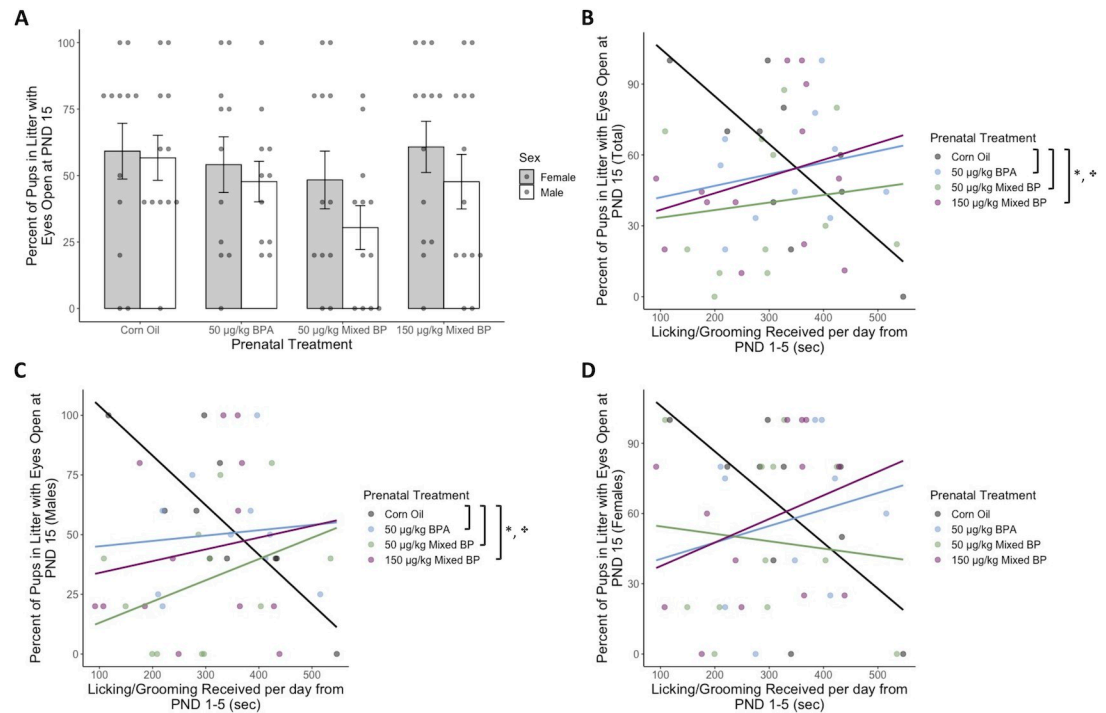 A
Percent of Pups in Litter with
Eyes Open at PND 15
100
75
50
25
0
Corn Oil
50 µg/kg BPA
50 µg/kg Mixed BP
150 µg/kg Mixed BP
Prenatal Treatment
Sex
Female
Male
B
Percent of Pups in Litter with Eyes Open at
PND 15 (Total)
90
60
30
0
100
200
300
400
500
Licking/Grooming Received per day from
PND 1-5 (sec)
Prenatal Treatment
Corn Oil
50 µg/kg BPA
50 µg/kg Mixed BP
150 µg/kg Mixed BP
*, ✢
C
Percent of Pups in Litter with Eyes Open at
PND 15 (Males)
100
75
50
25
0
100
200
300
400
500
Licking/Grooming Received per day from
PND 1-5 (sec)
Prenatal Treatment
Corn Oil
50 µg/kg BPA
50 µg/kg Mixed BP
150 µg/kg Mixed BP
*, ✢
D
Percent of Pups in Litter with Eyes Open at
PND 15 (Females)
90
60
30
0
100
200
300
400
500
Licking/Grooming Received per day from
PND 1-5 (sec)
Prenatal Treatment
Corn Oil
50 µg/kg BPA
50 µg/kg Mixed BP
150 µg/kg Mixed BP